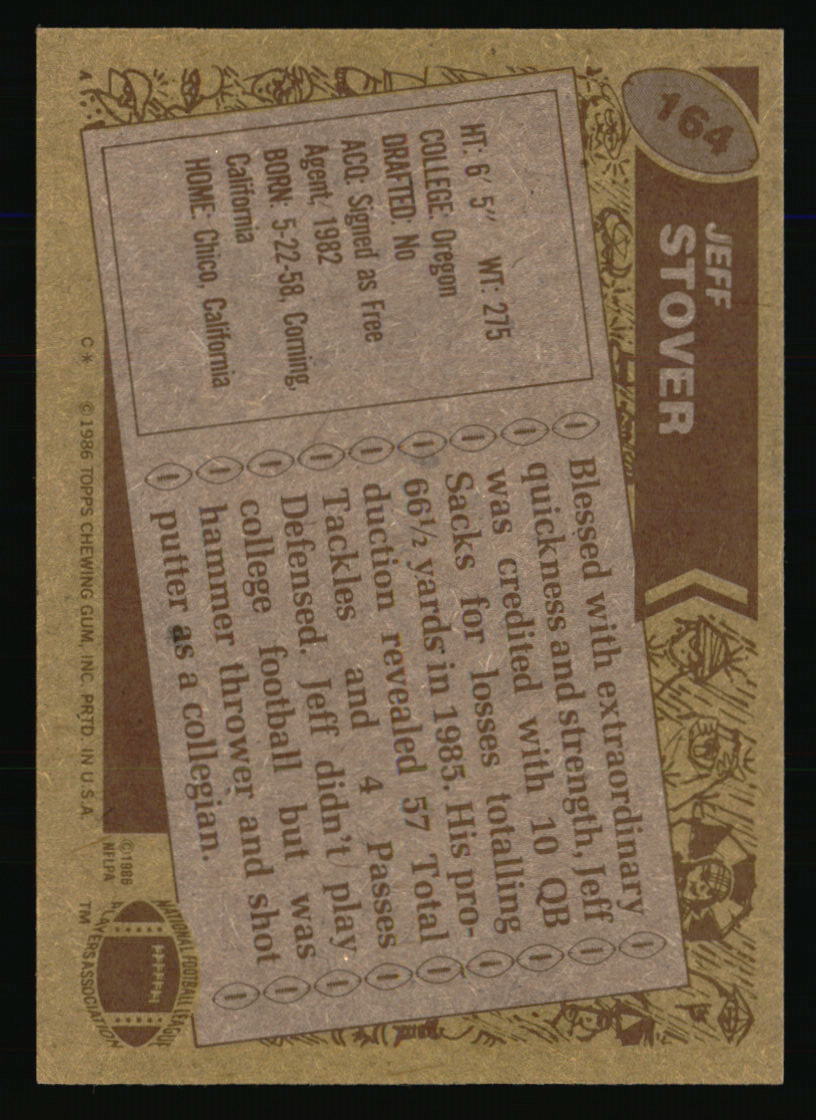 164
JEFF
STOVER
HT: 6' 5" WT: 275
COLLEGE: Oregon
DRAFTED: No
ACQ: Signed as Free
Agent, 1982
BORN: 5-22-58, Corning,
California
HOME: Chico, California
Blessed with extraordinary
quickness and strength, Jeff
was credited with 10 QB
Sacks for losses totalling
66½ yards in 1985. His pro-
duction revealed 57 Total
Tackles and 4 Passes
Defensed. Jeff didn't play
college football but was
hammer thrower and shot
putter as a collegian.
C* © 1986 TOPPS CHEWING GUM, INC. PRTD. IN U.S.A.
©1986
NFLPA
NATIONAL FOOTBALL LEAGUE
PLAYERS ASSOCIATION
TM